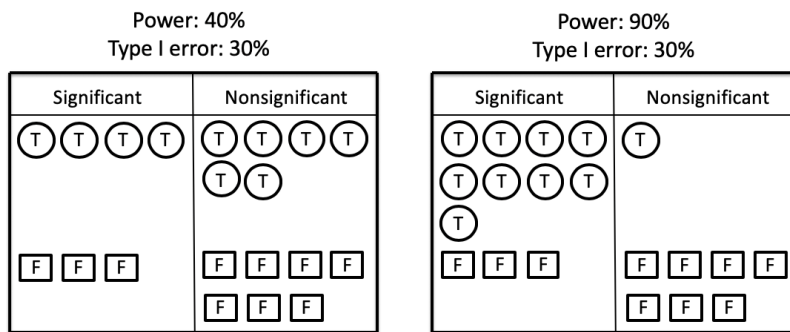 Power: 40%
Type I error: 30%
Significant
Nonsignificant
T T T T
T T T T
T T
F F F
F F F F
F F F
Power: 90%
Type I error: 30%
Significant
Nonsignificant
T T T T
T
T T T T
T
F F F
F F F F
F F F